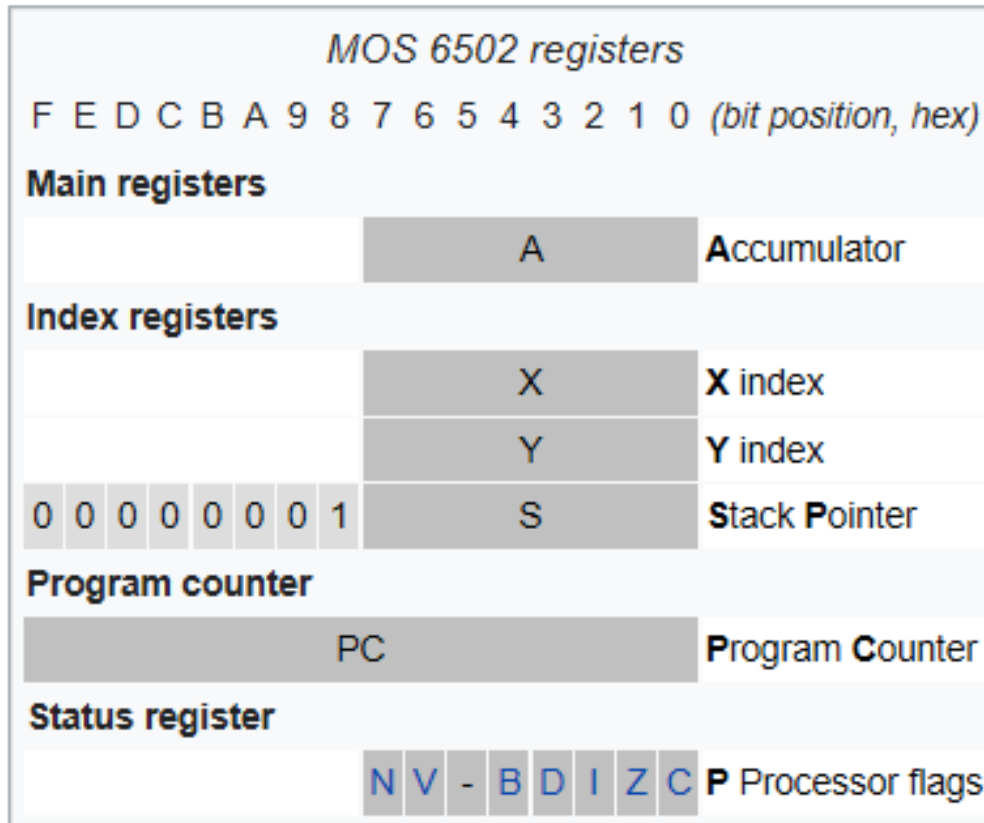 MOS 6502 registers
F E D C B A 9 8 7 6 5 4 3 2 1 0 (bit position, hex)
Main registers
A Accumulator
Index registers
X X index
Y Y index
0 0 0 0 0 0 0 1 S Stack Pointer
Program counter
PC Program Counter
Status register
N V - B D I Z C P Processor flags